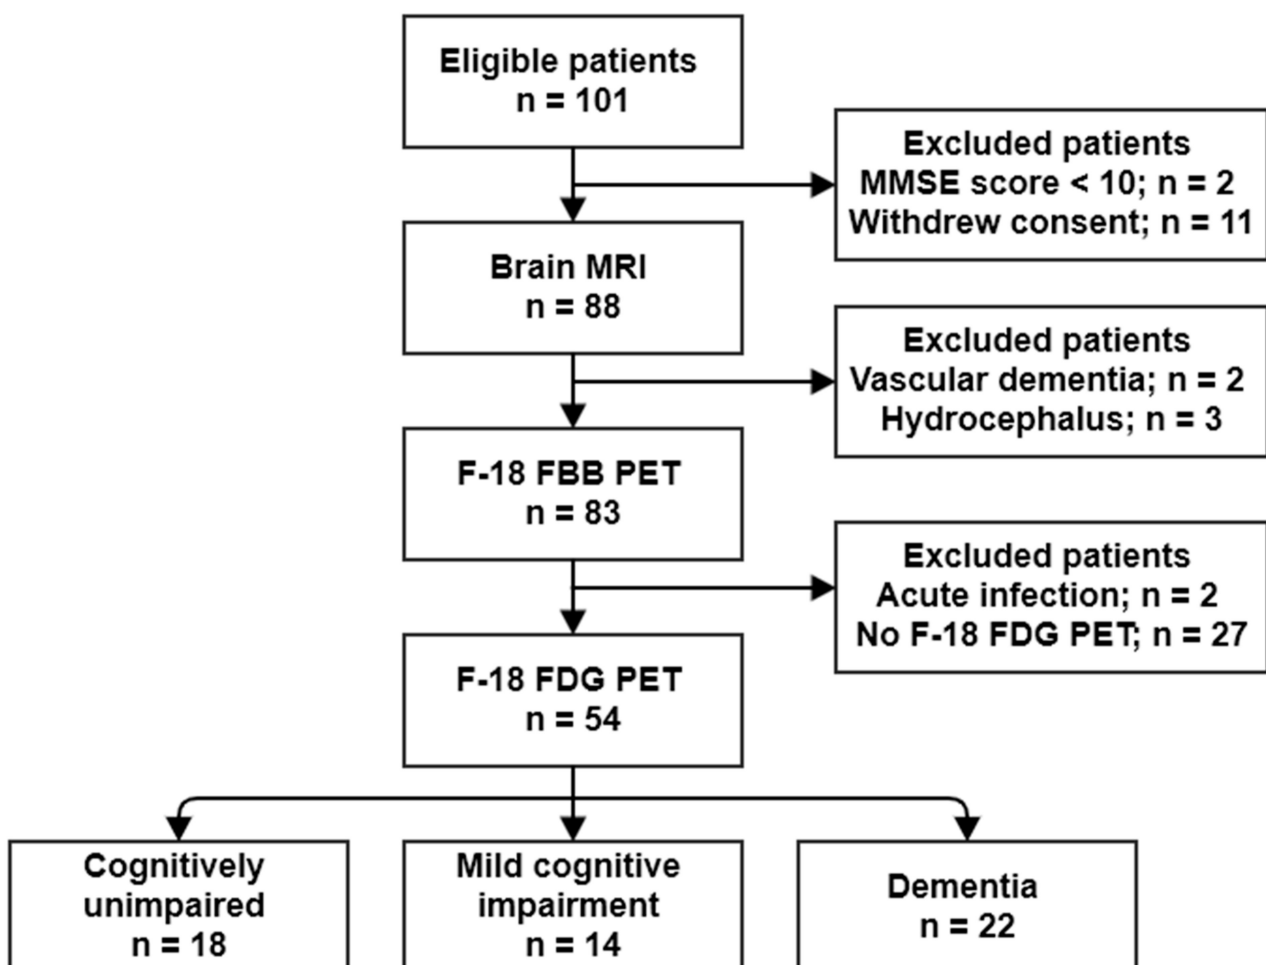 Eligible patients
n = 101
Excluded patients
MMSE score < 10; n = 2
Withdrew consent; n = 11
Brain MRI
n = 88
Excluded patients
Vascular dementia; n = 2
Hydrocephalus; n = 3
F-18 FBB PET
n = 83
Excluded patients
Acute infection; n = 2
No F-18 FDG PET; n = 27
F-18 FDG PET
n = 54
Cognitively
unimpaired
n = 18
Mild cognitive
impairment
n = 14
Dementia
n = 22